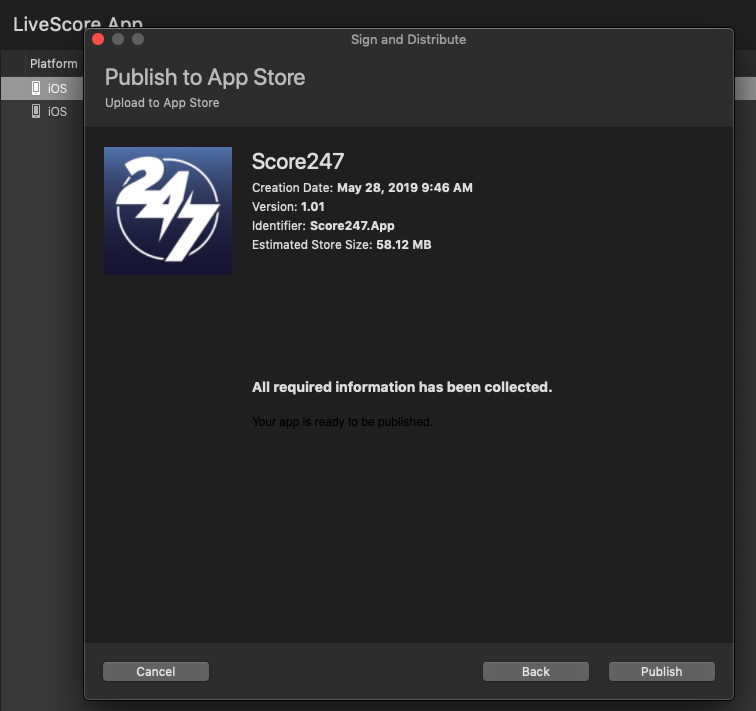 LiveScore App
Sign and Distribute
Platform
iOS
iOS
Publish to App Store
Upload to App Store
247
Score247
Creation Date: May 28, 2019 9:46 AM
Version: 1.01
Identifier: Score247.App
Estimated Store Size: 58.12 MB
All required information has been collected.
Your app is ready to be published.
Cancel
Back
Publish